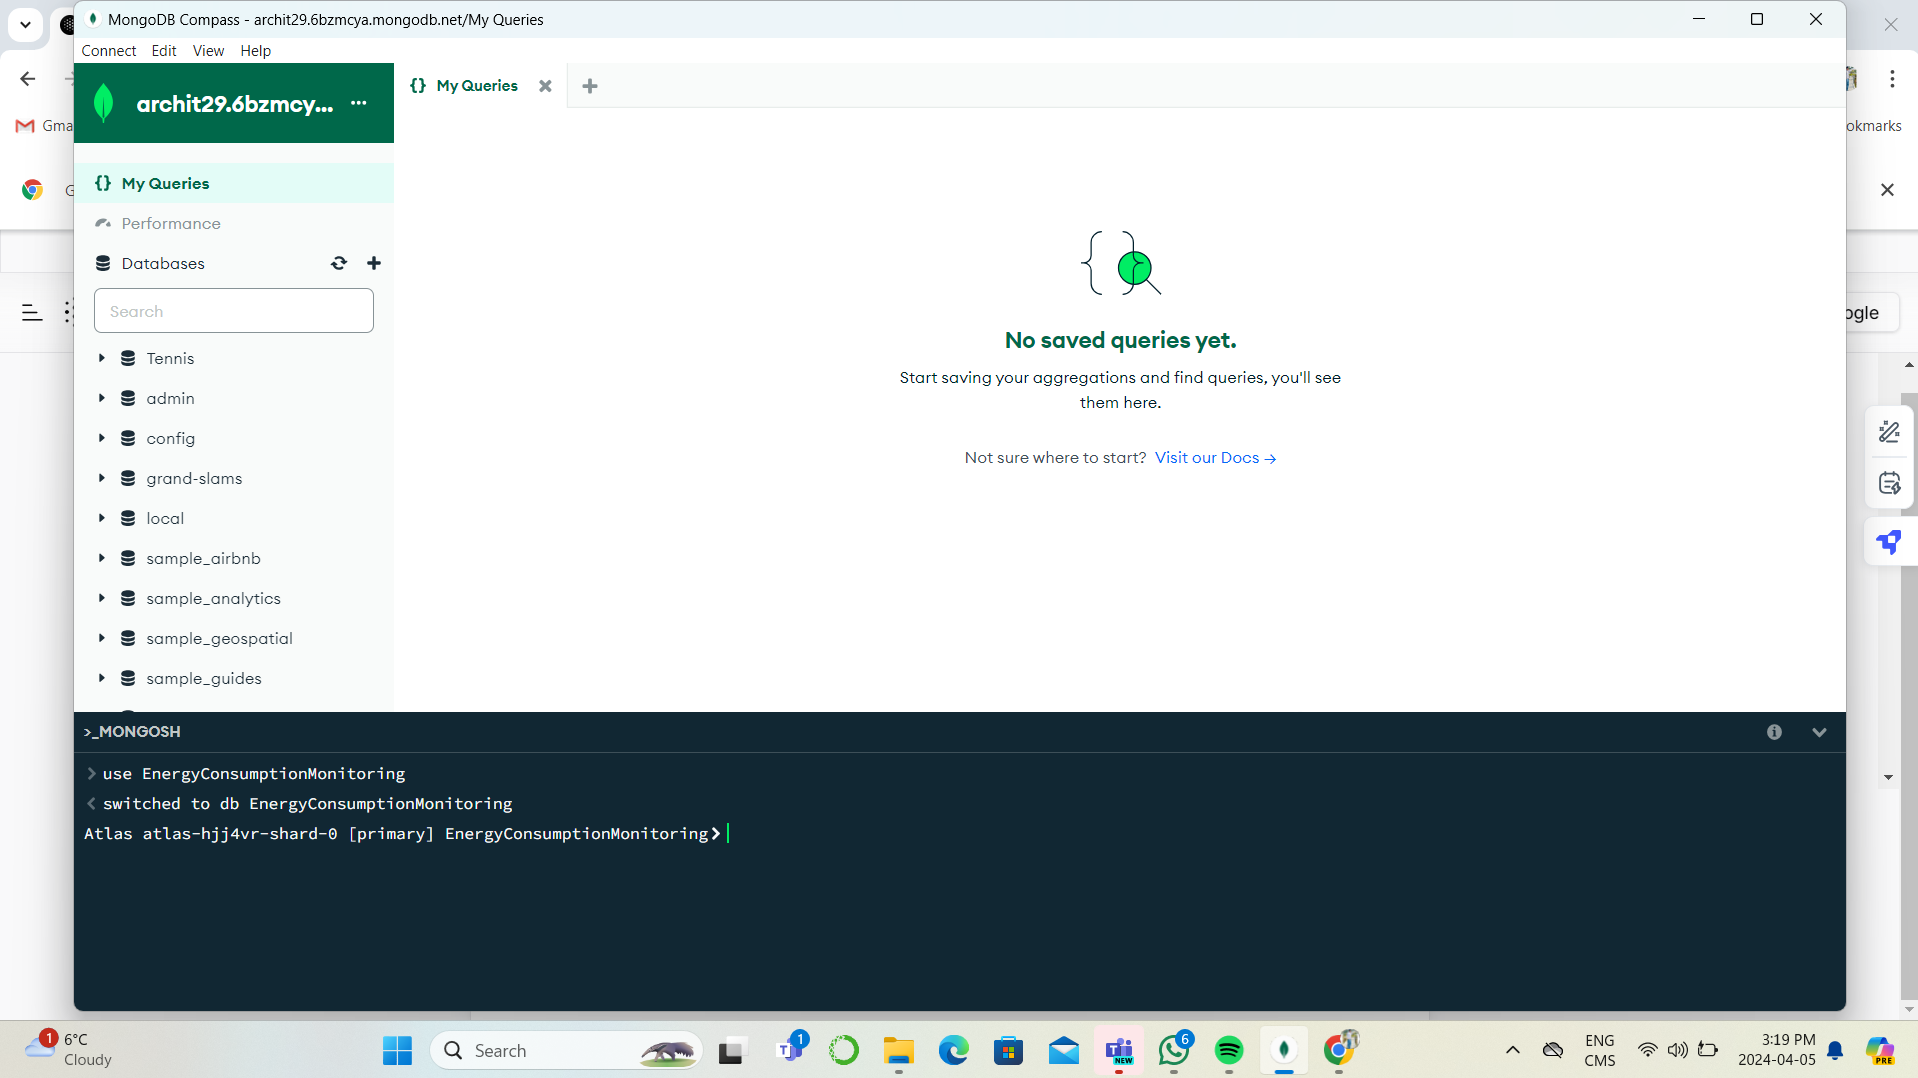 MongoDB Compass - archit29.6bzmcya.mongodb.net/My Queries
Connect Edit View Help
archit29.6bzmcy... ...
{} My Queries
Gma
okmarks
{} My Queries
G
Performance
Databases
Search
ogle
No saved queries yet.
Tennis
Start saving your aggregations and find queries, you'll see
them here.
admin
config
Not sure where to start? Visit our Docs →
grand-slams
local
sample_airbnb
sample_analytics
sample_geospatial
sample_guides
>_MONGOSH
> use EnergyConsumptionMonitoring
< switched to db EnergyConsumptionMonitoring
Atlas atlas-hjj4vr-shard-0 [primary] EnergyConsumptionMonitoring>
1
6°C
Cloudy
Search
1
NEW
6
ENG
CMS
3:19 PM
2024-04-05
PRE